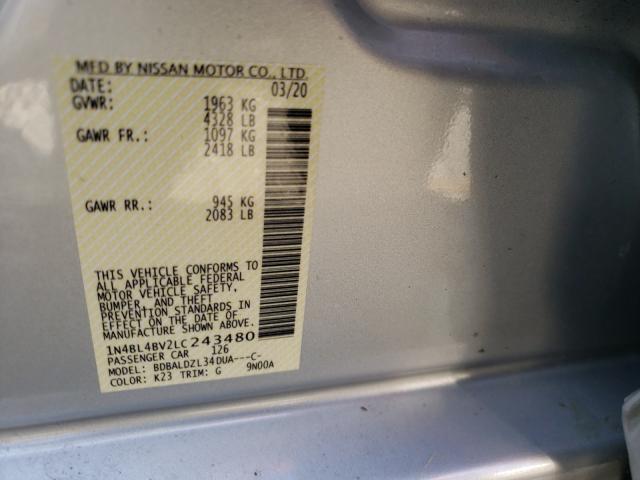 MFD BY NISSAN MOTOR CO., LTD
DATE: 03/20
GVWR: 1963 KG
4328 LB
GAWR FR.: 1097 KG
2418 LB
GAWR RR.: 945 KG
2083 LB
THIS VEHICLE CONFORMS TO
ALL APPLICABLE FEDERAL
MOTOR VEHICLE SAFETY,
BUMPER, AND THEFT
PREVENTION STANDARDS IN
EFFECT ON THE DATE OF
MANUFACTURE SHOWN ABOVE.
1N4BL4BV2LC243480
PASSENGER CAR 126
MODEL: BDBALDZL34DUA---C-
COLOR: K23 TRIM: G 9N00A